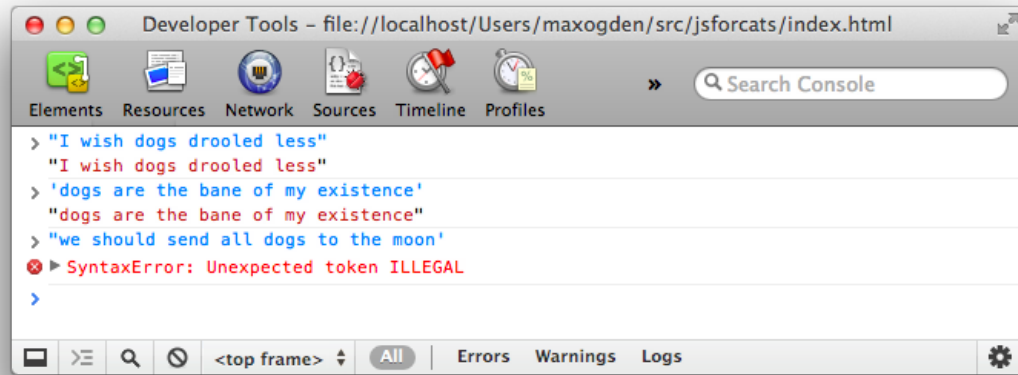 Developer Tools – file://localhost/Users/maxogden/src/jsforcats/index.html
Elements Resources Network Sources Timeline Profiles » Search Console
> "I wish dogs drooled less"
"I wish dogs drooled less"
> 'dogs are the bane of my existence'
"dogs are the bane of my existence"
> "we should send all dogs to the moon'
SyntaxError: Unexpected token ILLEGAL
>
<top frame> All Errors Warnings Logs